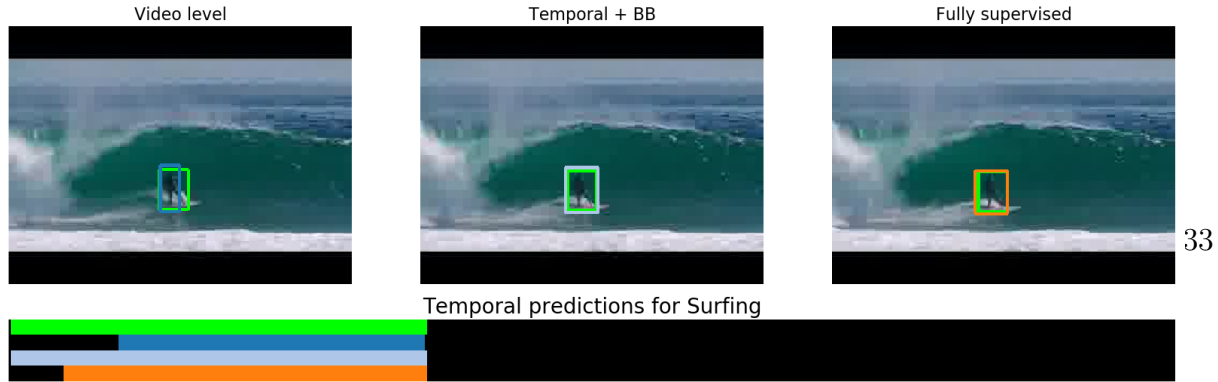 Video level
Temporal + BB
Fully supervised
33
Temporal predictions for Surfing